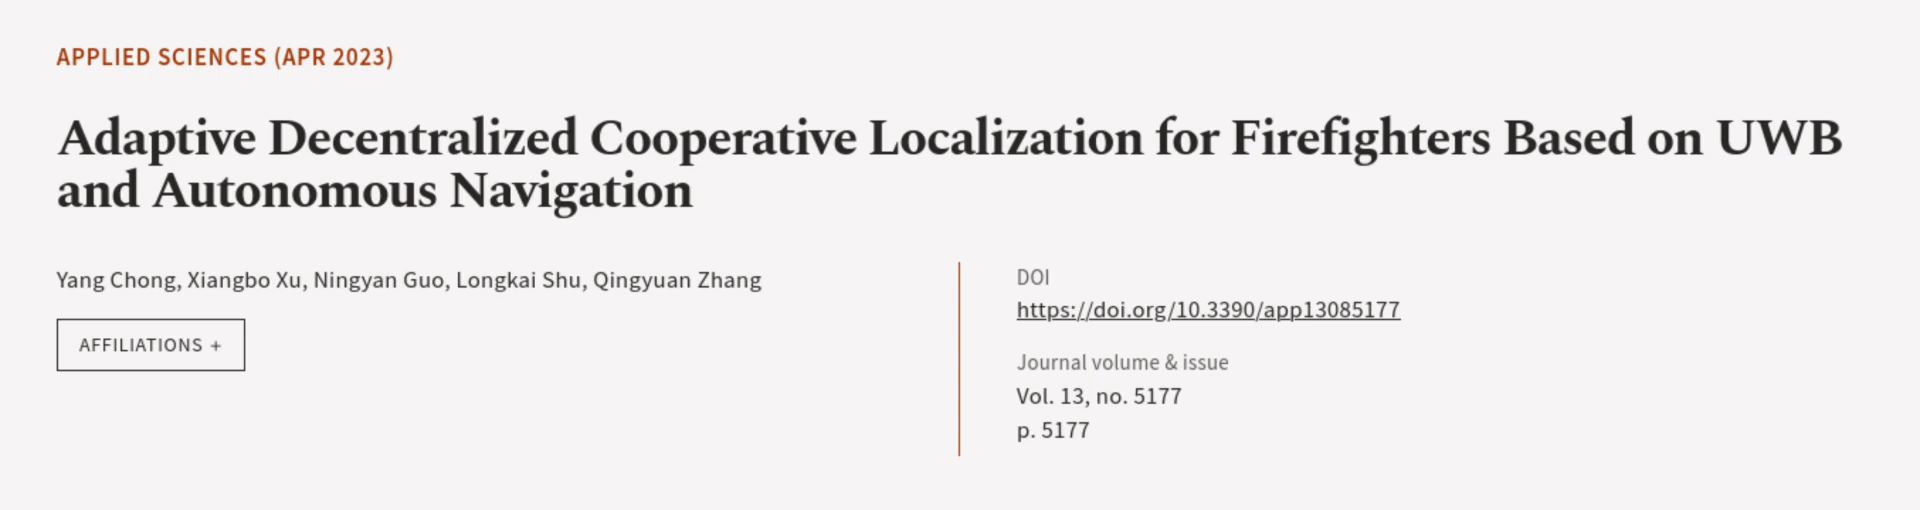 APPLIED SCIENCES (APR 2023)
Adaptive Decentralized Cooperative Localization for Firefighters Based on UWB
and Autonomous Navigation
Yang Chong, Xiangbo Xu, Ningyan Guo, Longkai Shu, Qingyuan Zhang
AFFILIATIONS +
DOI
https://doi.org/10.3390/app13085177
Journal volume & issue
Vol. 13, no. 5177
p. 5177